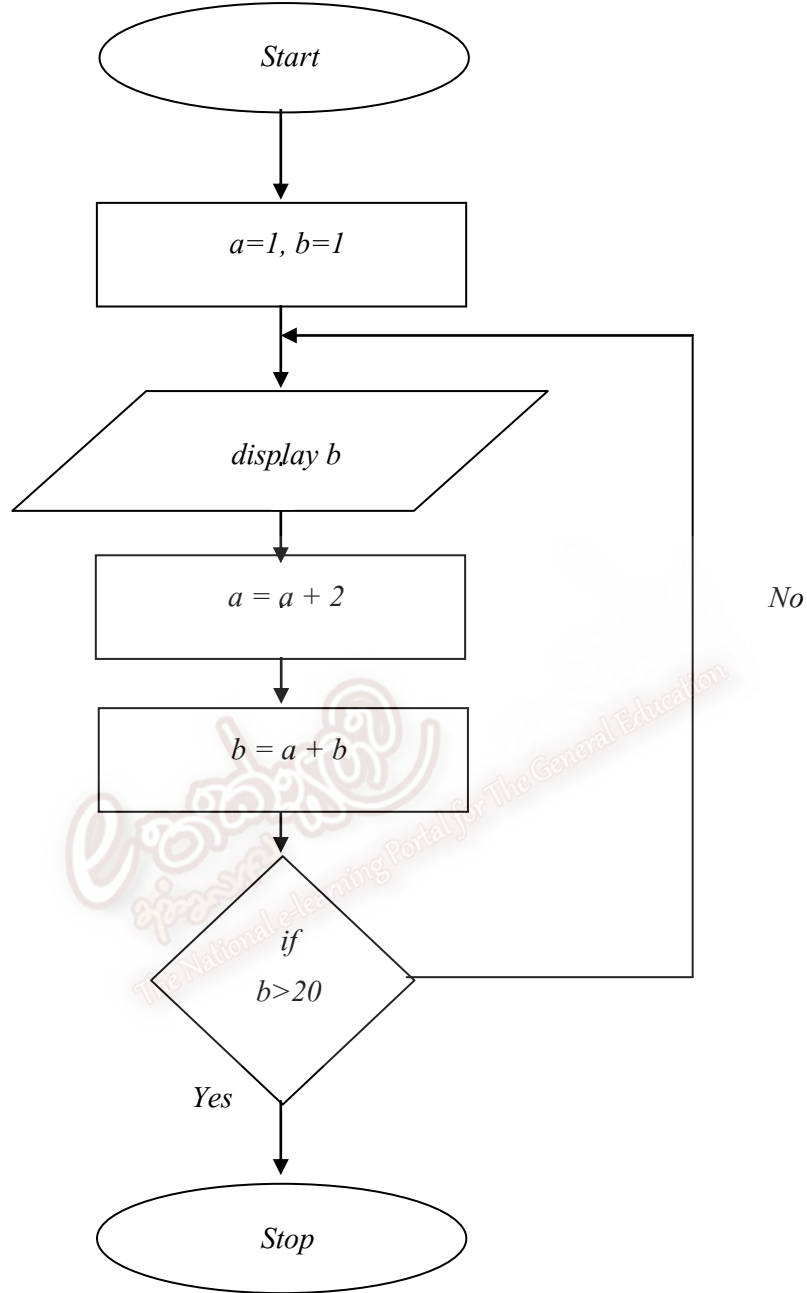 Start
a=1, b=1
display b
a = a + 2
No
b = a + b
if
b>20
Yes
Stop
The National e-learning Portal for The General Education